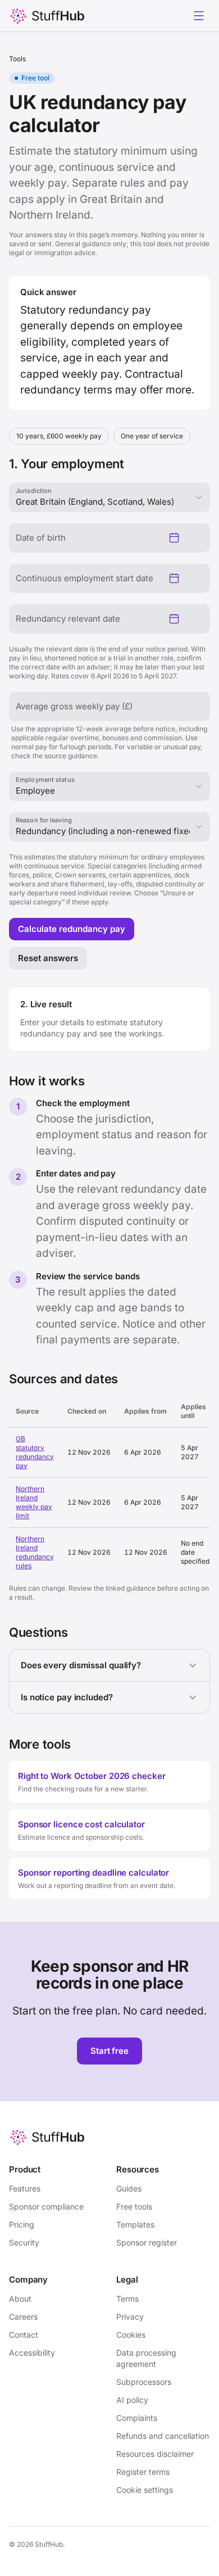 StuffHub
Tools
Free tool
UK redundancy pay
calculator
Estimate the statutory minimum using
your age, continuous service and
weekly pay. Separate rules and pay
caps apply in Great Britain and
Northern Ireland.
Your answers stay in this page’s memory. Nothing you enter is
saved or sent. General guidance only; this tool does not provide
legal or immigration advice.
Quick answer
Statutory redundancy pay
generally depends on employee
eligibility, completed years of
service, age in each year and
capped weekly pay. Contractual
redundancy terms may offer more.
10 years, £600 weekly pay
One year of service
1. Your employment
Jurisdiction
Great Britain (England, Scotland, Wales)
Date of birth
Continuous employment start date
Redundancy relevant date
Usually the relevant date is the end of your notice period. With
pay in lieu, shortened notice or a trial in another role, confirm
the exact date with an adviser; it may be later than your last
working day. Rates cover 6 April 2026 to 5 April 2027.
Average gross weekly pay (£)
Use the appropriate 12-week average before notice, including
applicable regular overtime, bonuses and commission. Use
normal pay for furlough periods. For variable or unusual pay,
check the source guidance.
Employment status
Employee
Reason for leaving
Redundancy (including a non-renewed fixed
This estimates the statutory minimum for ordinary employees
with continuous service. Special categories (including armed
forces, police, Crown servants, certain apprentices, dock
workers and share fishermen), lay-offs, disputed continuity or
early departure need individual review. Choose “Unsure or
special category” if these apply.
Calculate redundancy pay
Reset answers
2. Live result
Enter your details to estimate statutory
redundancy pay and see the workings.
How it works
1
Check the employment
Choose the jurisdiction,
employment status and reason for
leaving.
2
Enter dates and pay
Use the relevant redundancy date
and average gross weekly pay.
Confirm disputed continuity or
payment-in-lieu dates with an
adviser.
3
Review the service bands
The result applies the dated
weekly cap and age bands to
counted service. Notice and other
final payments are separate.
Sources and dates
Source Checked on Applies from Applies until
GB statutory redundancy pay 12 Nov 2026 6 Apr 2026 5 Apr 2027
Northern Ireland weekly pay limit 12 Nov 2026 6 Apr 2026 5 Apr 2027
Northern Ireland redundancy rules 12 Nov 2026 12 Nov 2026 No end date specified
Rules can change. Review the linked guidance before acting on
a result.
Questions
Does every dismissal qualify?
Is notice pay included?
More tools
Right to Work October 2026 checker
Find the checking route for a new starter.
Sponsor licence cost calculator
Estimate licence and sponsorship costs.
Sponsor reporting deadline calculator
Work out a reporting deadline from an event date.
Keep sponsor and HR
records in one place
Start on the free plan. No card needed.
Start free
StuffHub
Product
Features
Sponsor compliance
Pricing
Security
Resources
Guides
Free tools
Templates
Sponsor register
Company
About
Careers
Contact
Accessibility
Legal
Terms
Privacy
Cookies
Data processing
agreement
Subprocessors
AI policy
Complaints
Refunds and cancellation
Resources disclaimer
Register terms
Cookie settings
© 2026 StuffHub.